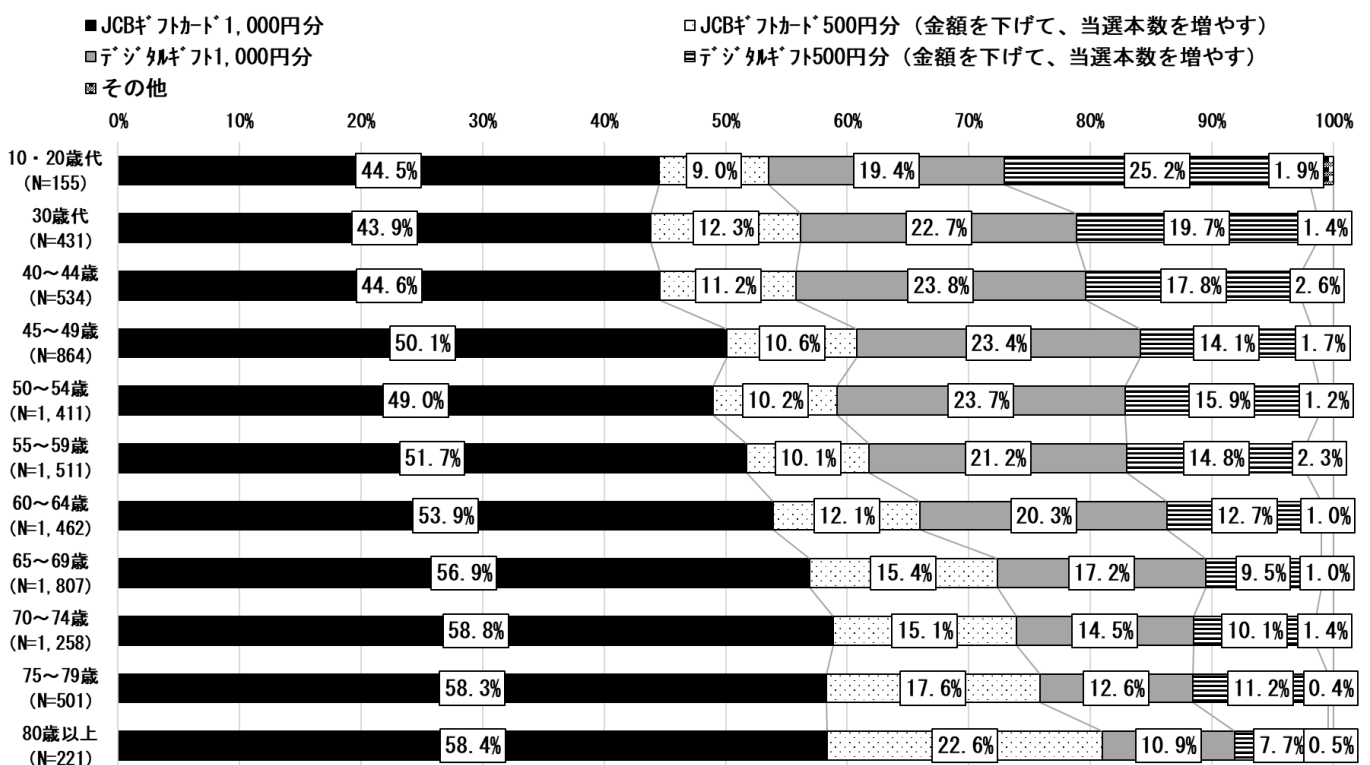 ■JCBｷﾞﾌﾄｶｰﾄﾞ1,000円分 □JCBｷﾞﾌﾄｶｰﾄﾞ500円分（金額を下げて、当選本数を増やす）
■ﾃﾞｼﾞﾀﾙｷﾞﾌﾄ1,000円分 ﾃﾞｼﾞﾀﾙｷﾞﾌﾄ500円分（金額を下げて、当選本数を増やす）
その他
0% 10% 20% 30% 40% 50% 60% 70% 80% 90% 100%
10・20歳代
(N=155)
44.5% 9.0% 19.4% 25.2% 1.9%
30歳代
(N=431)
43.9% 12.3% 22.7% 19.7% 1.4%
40～44歳
(N=534)
44.6% 11.2% 23.8% 17.8% 2.6%
45～49歳
(N=864)
50.1% 10.6% 23.4% 14.1% 1.7%
50～54歳
(N=1,411)
49.0% 10.2% 23.7% 15.9% 1.2%
55～59歳
(N=1,511)
51.7% 10.1% 21.2% 14.8% 2.3%
60～64歳
(N=1,462)
53.9% 12.1% 20.3% 12.7% 1.0%
65～69歳
(N=1,807)
56.9% 15.4% 17.2% 9.5% 1.0%
70～74歳
(N=1,258)
58.8% 15.1% 14.5% 10.1% 1.4%
75～79歳
(N=501)
58.3% 17.6% 12.6% 11.2% 0.4%
80歳以上
(N=221)
58.4% 22.6% 10.9% 7.7% 0.5%